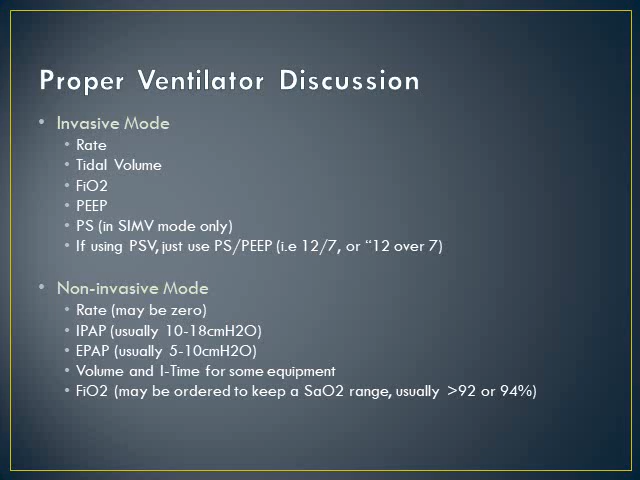 Proper Ventilator Discussion
• Invasive Mode
• Rate
• Tidal Volume
• FiO2
• PEEP
• PS (in SIMV mode only)
• If using PSV, just use PS/PEEP (i.e 12/7, or “12 over 7)
• Non-invasive Mode
• Rate (may be zero)
• IPAP (usually 10-18cmH2O)
• EPAP (usually 5-10cmH2O)
• Volume and I-Time for some equipment
• FiO2 (may be ordered to keep a SaO2 range, usually >92 or 94%)